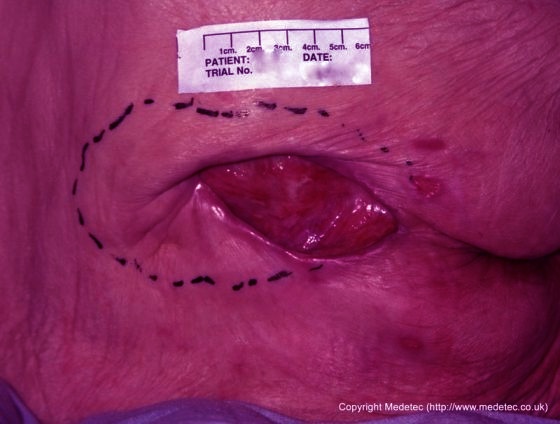 1cm. 2cm. 3cm. 4cm. 5cm. 6cm
PATIENT: DATE:
TRIAL No.
Copyright Medetec (http://www.medetec.co.uk)